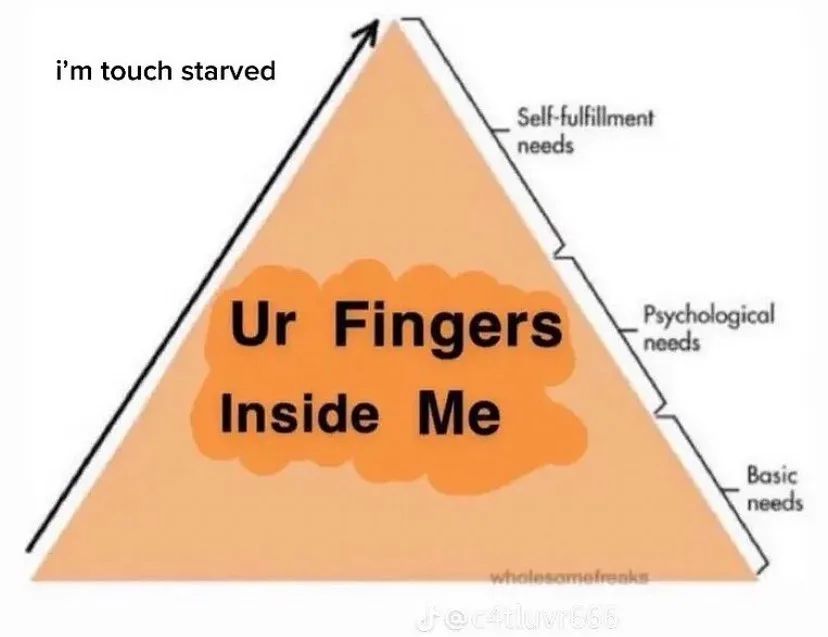 i'm touch starved
Self-fulfillment
needs
Ur Fingers
Inside Me
Psychological
needs
Basic
needs
wholesomefreaks
@c4tluvr666